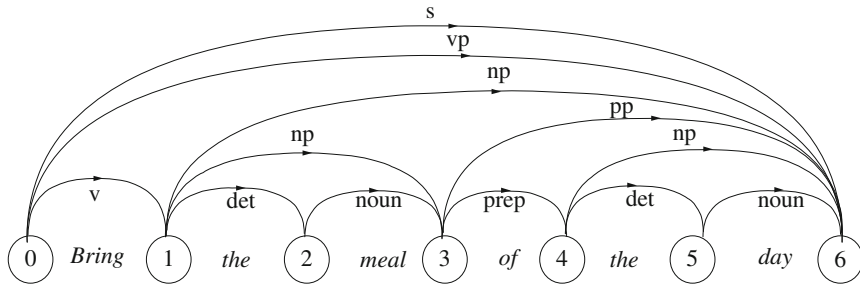 s
vp
np
pp
np np
v det noun prep det noun
0 Bring 1 the 2 meal 3 of 4 the 5 day 6